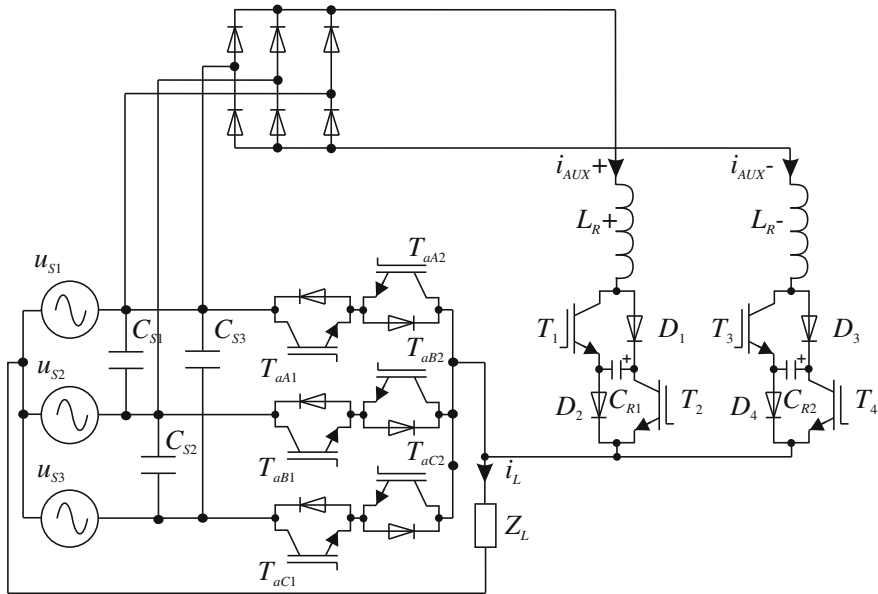 i_AUX+
i_AUX-
L_R+
L_R-
T_aA2
u_S1
C_S1
C_S3
T_1
D_1
T_3
D_3
T_aA1
T_aB2
u_S2
+
+
D_2
C_R1
T_2
D_4
C_R2
T_4
C_S2
T_aB1
T_aC2
u_S3
i_L
Z_L
T_aC1